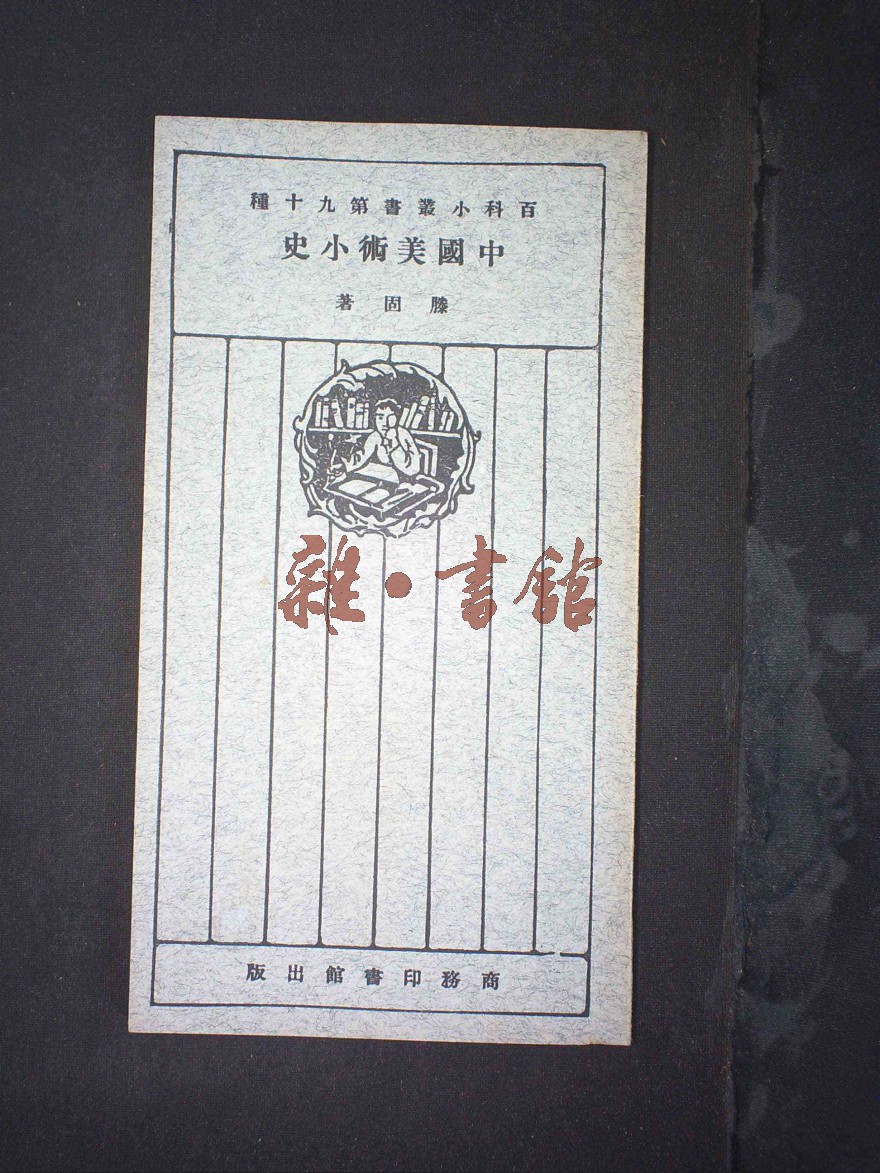 百科小叢書第九十種
中國美術小史
滕固著
雜·書館
商務印書館出版